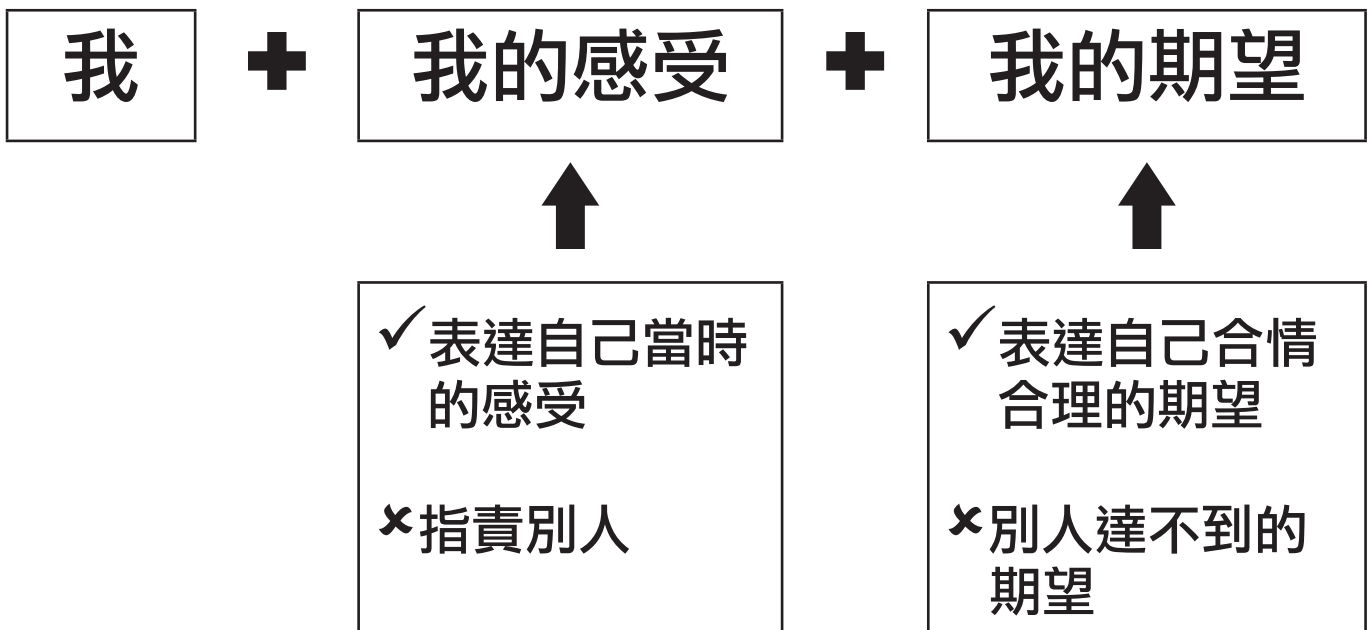 我 ✚ 我的感受 ✚ 我的期望
✓表達自己當時
的感受
✘指責別人
✓表達自己合情
合理的期望
✘別人達不到的
期望